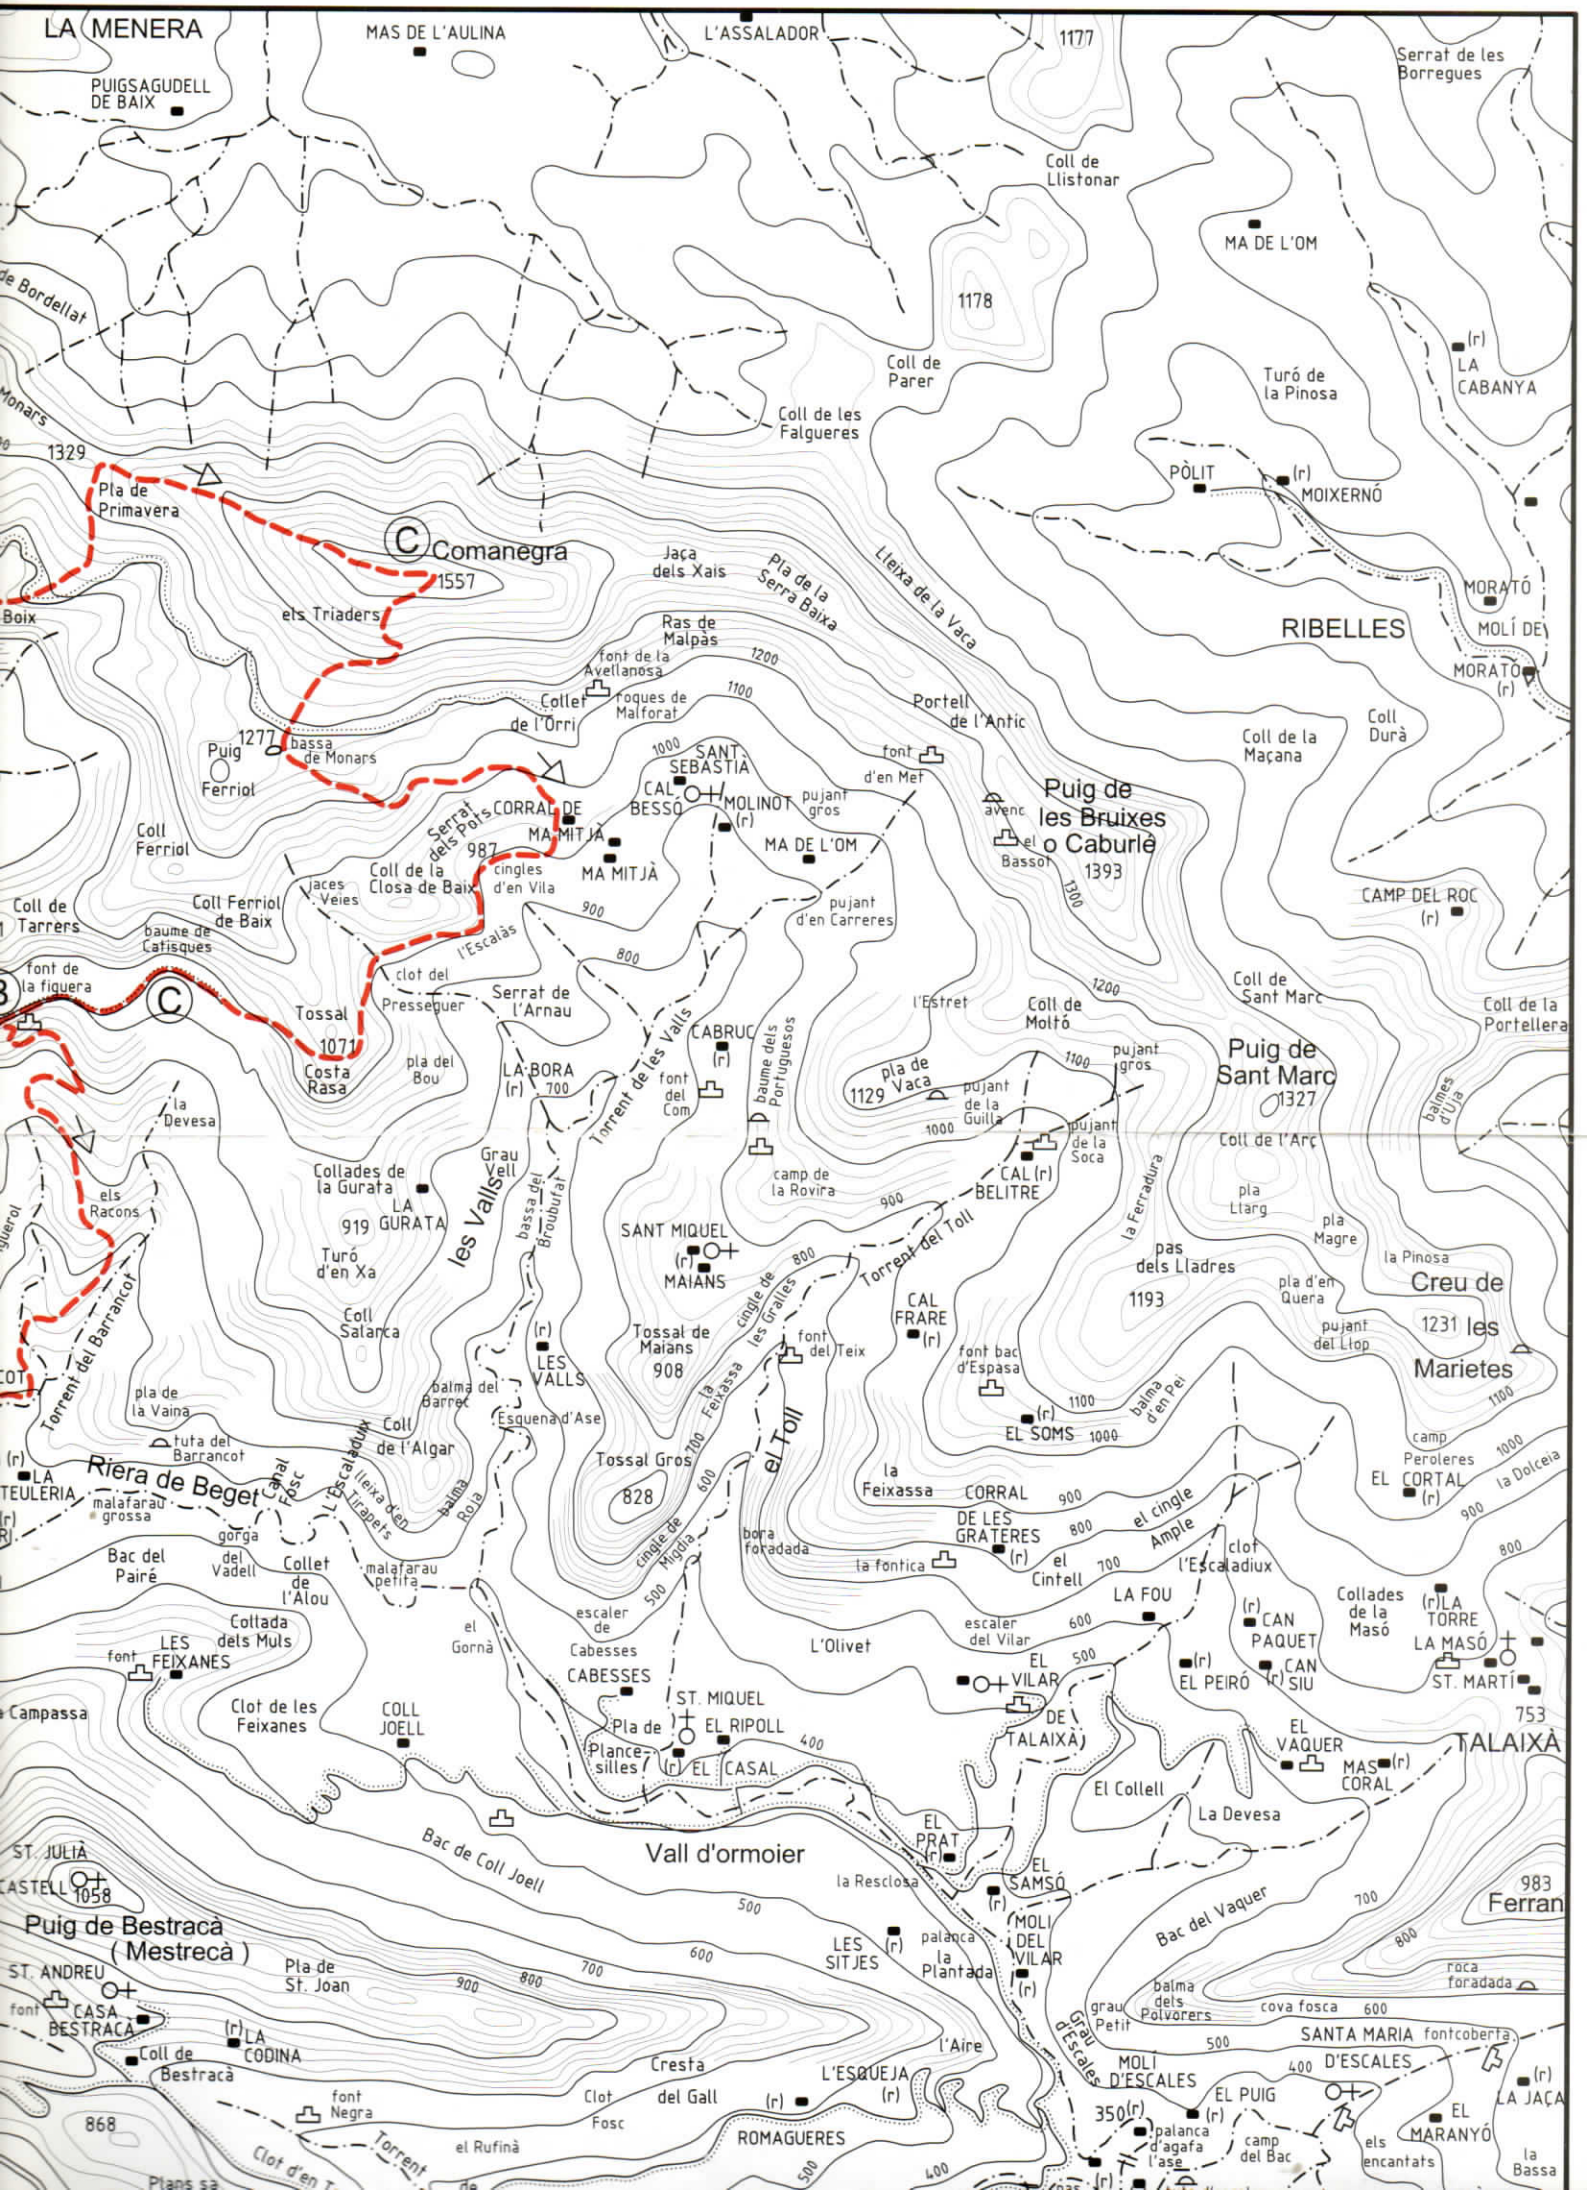 LA MENERA
MAS DE L'AULINA
L'ASSALADOR
1177
Serrat de les
Borregues
PUIGSAGUDELL
DE BAIX
Coll de
Llistonar
MA DE L'OM
de Bordellat
1178
Coll de
Parer
Turó de
la Pinosa
(r)
LA
CABANYA
Monars
Coll de les
Falgueres
1329
Pla de
Primavera
PÒLIT
(r)
MOIXERNÓ
C Comanegra
1557
Jaça
dels Xais
Pla de la
Serra Baixa
Lleixa de la Vaca
MORATÓ
Boix
els Triaders
Ras de
Malpàs
RIBELLES
MOLÍ DE
MORATÓ
(r)
font de la
Avellanosa
1200
1100
Collet
de l'Orri
roques de
Malforat
Portell
de l'Antic
Coll
Durà
Coll de la
Maçana
1277
bassa
de Monars
Puig
Ferriol
1000
SANT
SEBASTIÀ
font
d'en Met
CAL
BESSÓ
MOLINOT
(r)
pujant
gros
Puig de
les Bruixes
o Caburlé
1393
avenc
el
Bassot
Serrat
dels Pots
CORRAL DE
MA MITJÀ
MA MITJÀ
MA DE L'OM
Coll
Ferriol
987
Coll de la
Closa de Baix
cingles
d'en Vila
1300
jaces
Veies
Coll Ferriol
de Baix
900
pujant
d'en Carreres
CAMP DEL ROC
(r)
Coll de
Tarrers
baume de
Catisques
l'Escalàs
800
font de
la figuera
C
clot del
Presseguer
Serrat de
l'Arnau
l'Estret
1200
Coll de
Sant Marc
Coll de la
Portellera
Coll de
Moltó
Tossal
1071
Costa
Rasa
pla del
Bou
LA BORA
(r)
700
Torrent de les Valls
CABRUC
(r)
baume dels
Portuguesos
pla de
Vaca
1129
1100
pujant
gros
Puig de
Sant Marc
1327
balmes
d'Uja
la
Devesa
font
del
Com
pujant
de la
Guilla
1000
pujant
de la
Soca
Coll de l'Arç
Grau
Vell
Collades de
la Gurata
LA
GURATA
camp de
la Rovira
CAL (r)
BELITRE
900
la Ferradura
pla
Llarg
els
Racons
les Valls
bassa del
Broubufat
919
Turó
d'en Xa
SANT MIQUEL
(r)
MAIANS
Torrent del Toll
pla
Magre
la Pinosa
pas
dels Lladres
pla d'en
Quera
Creu de
les
Marietes
1231
1193
800
cingle de
les Gralles
Torrent del Barrancot
Coll
Salarca
(r)
LES
VALLS
Tossal de
Maians
908
font
del Teix
CAL
FRARE
(r)
pujant
del Llop
font bac
d'Espasa
COT
pla de
la Vaina
balma del
Barret
Esquena d'Ase
la
Feixassa
1100
balma
d'en Pei
1100
(r)
EL SOMS
1000
tuta del
Barrancot
Coll
de l'Algar
Tossal Gros
700
el Toll
camp
Peroleres
1000
la Dolceia
(r)
LA
TEULERIA
Riera de Beget
malafarau
grossa
Canal
Fosc
L'Escaladux
lleixa d'en
Tirapets
balma
Roja
828
600
la
Feixassa
CORRAL
DE LES
GRATERES
(r)
900
800
700
el cingle
Ample
EL CORTAL
(r)
900
Bac del
Pairé
gorga
del
Vadell
Collet
de
l'Alou
malafarau
petita
cingle de
Migdia
500
bora
foradada
la fontica
el
Cintell
clot
l'Escaladiux
800
Collada
dels Muls
el
Gornà
escaler
de
Cabesses
L'Olivet
escaler
del Vilar
600
LA FOU
(r)
CAN
PAQUET
Collades
de la
Masó
(r) LA
TORRE
LA MASÓ
font
LES
FEIXANES
CABESSES
EL
VILAR
DE
TALAIXÀ
500
(r)
EL PEIRÓ
CAN
(r) SIU
ST. MARTÍ
Campassa
Clot de les
Feixanes
COLL
JOELL
Pla de
Plance-
silles
ST. MIQUEL
EL RIPOLL
(r) EL CASAL
400
753
TALAIXÀ
EL
VAQUER
MAS (r)
CORAL
El Collell
La Devesa
ST. JULIÀ
CASTELL 1058
Bac de Coll Joell
Vall d'ormoier
EL
PRAT
(r)
la Resclosa
EL
SAMSÓ
(r)
983
Ferran
Puig de Bestracà
( Mestrecà )
500
Bac del Vaquer
700
800
ST. ANDREU
font
CASA
BESTRACÀ
Pla de
St. Joan
900
800
700
600
LES
SITJES
(r)
palanca
la
Plantada
MOLI
DEL
VILAR
(r)
roca
foradada
grau
Petit
balma
dels
Polvorers
cova fosca
600
Grau
d'Escales
(r) LA
CODINA
Coll de
Bestracà
Cresta
del Gall
l'Aire
500
SANTA MARIA
D'ESCALES
fontcoberta
400
MOLÍ
D'ESCALES
L'ESQUEJA
(r)
(r)
ROMAGUERES
EL PUIG
(r)
(r)
LA JAÇA
868
font
Negra
Clot
Fosc
el Rufinà
350 (r)
palanca
d'agafa
l'ase
camp
del Bac
els
encantats
EL
MARANYÓ
la
Bassa
Torrent
de
500
400
(r)